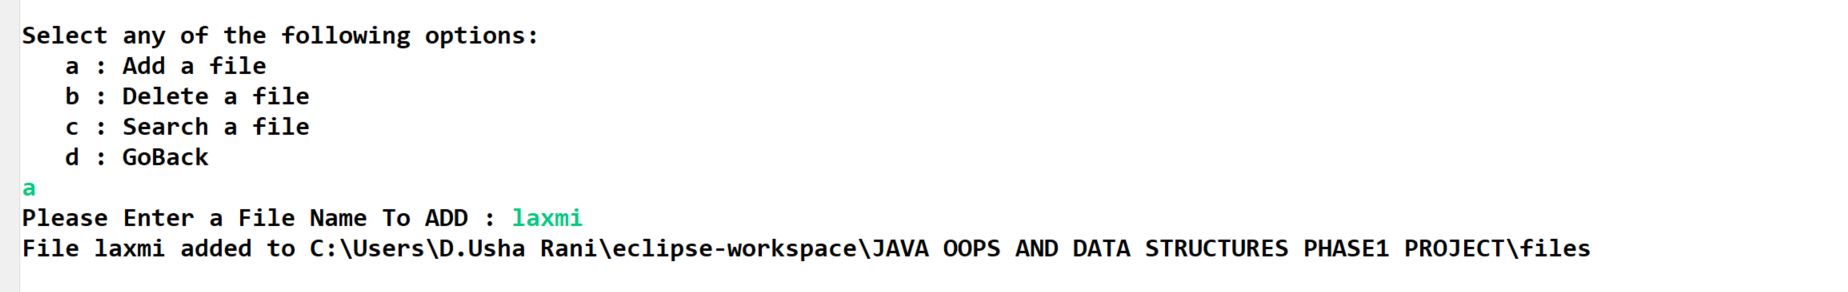 Select any of the following options:
a : Add a file
b : Delete a file
c : Search a file
d : GoBack
a
Please Enter a File Name To ADD : laxmi
File laxmi added to C:\Users\D.Usha Rani\eclipse-workspace\JAVA OOPS AND DATA STRUCTURES PHASE1 PROJECT\files